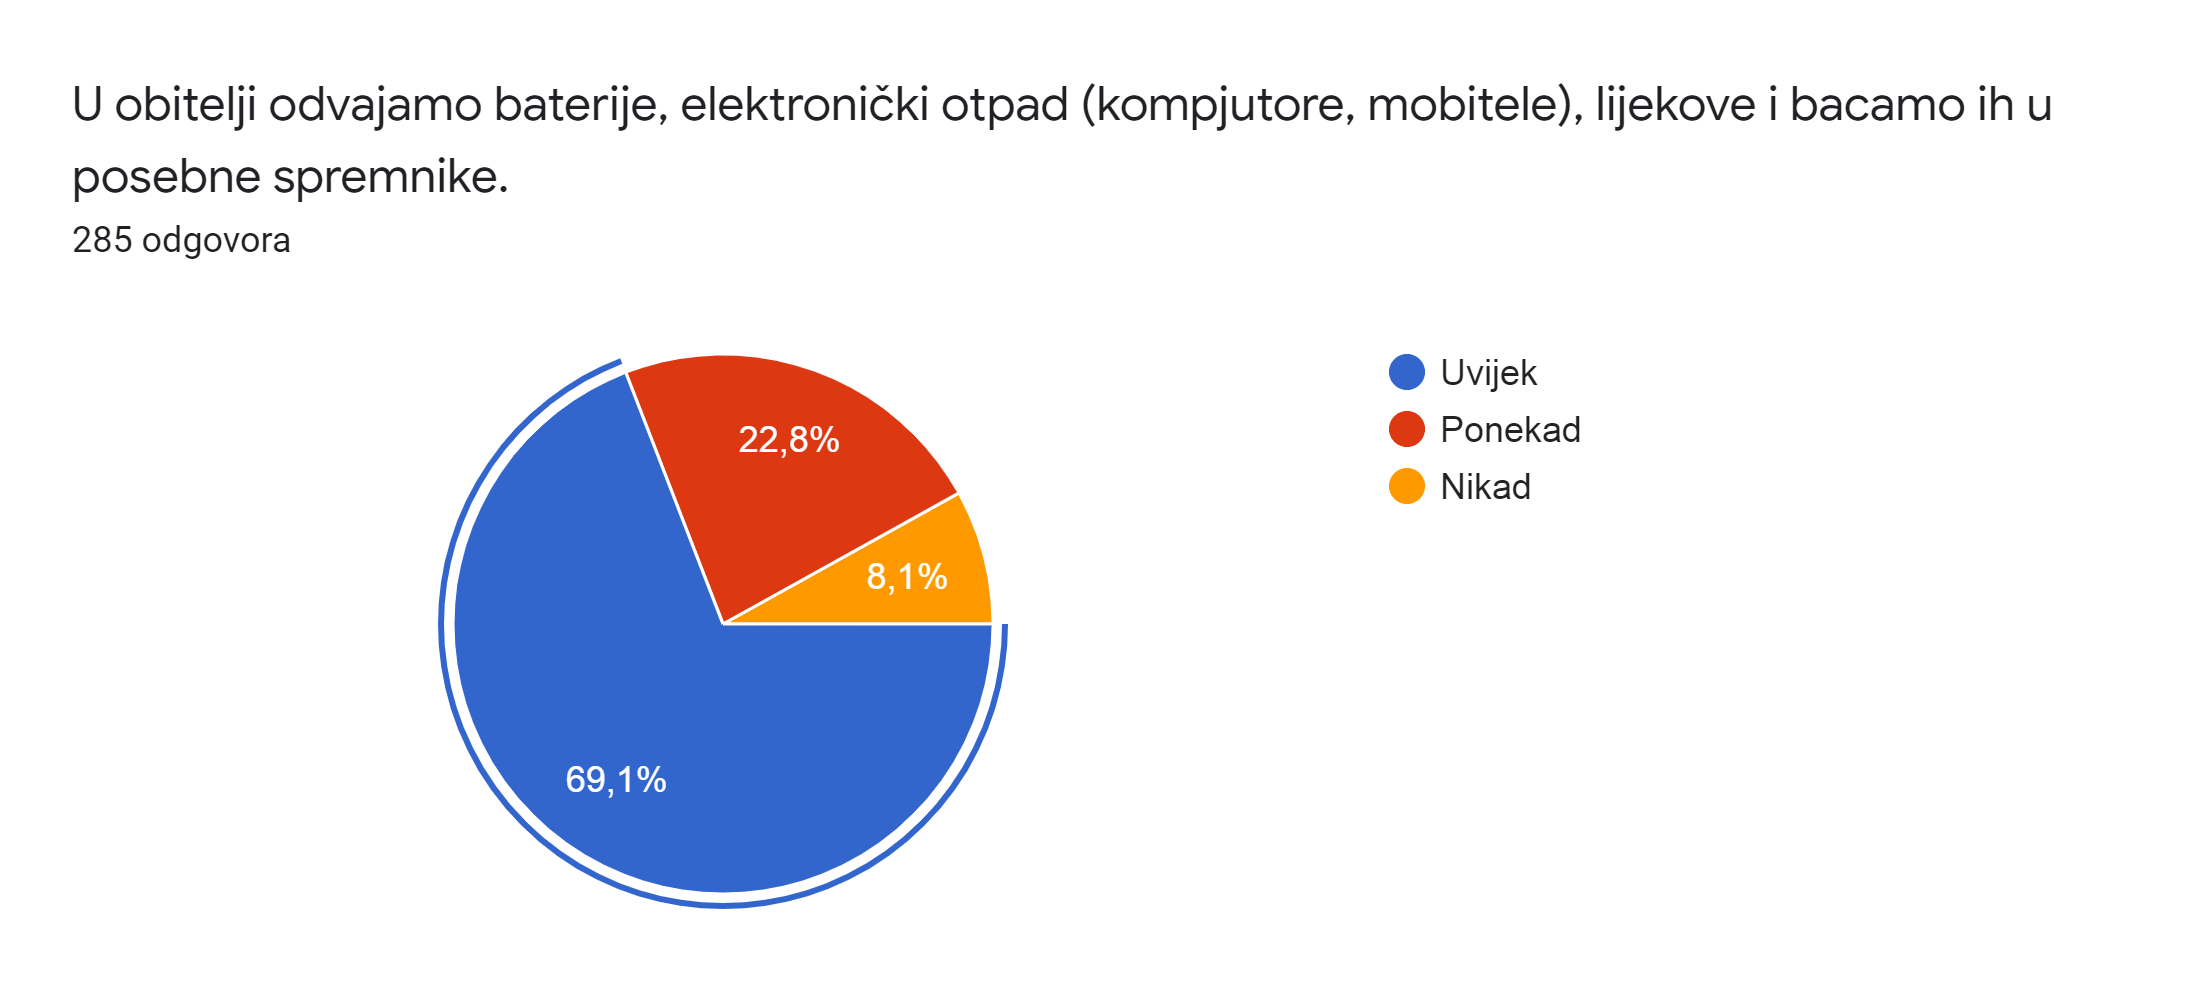 U obitelji odvajamo baterije, elektronički otpad (kompjutore, mobitele), lijekove i bacamo ih u
posebne spremnike.
285 odgovora
Uvijek
Ponekad
Nikad
22,8%
8,1%
69,1%